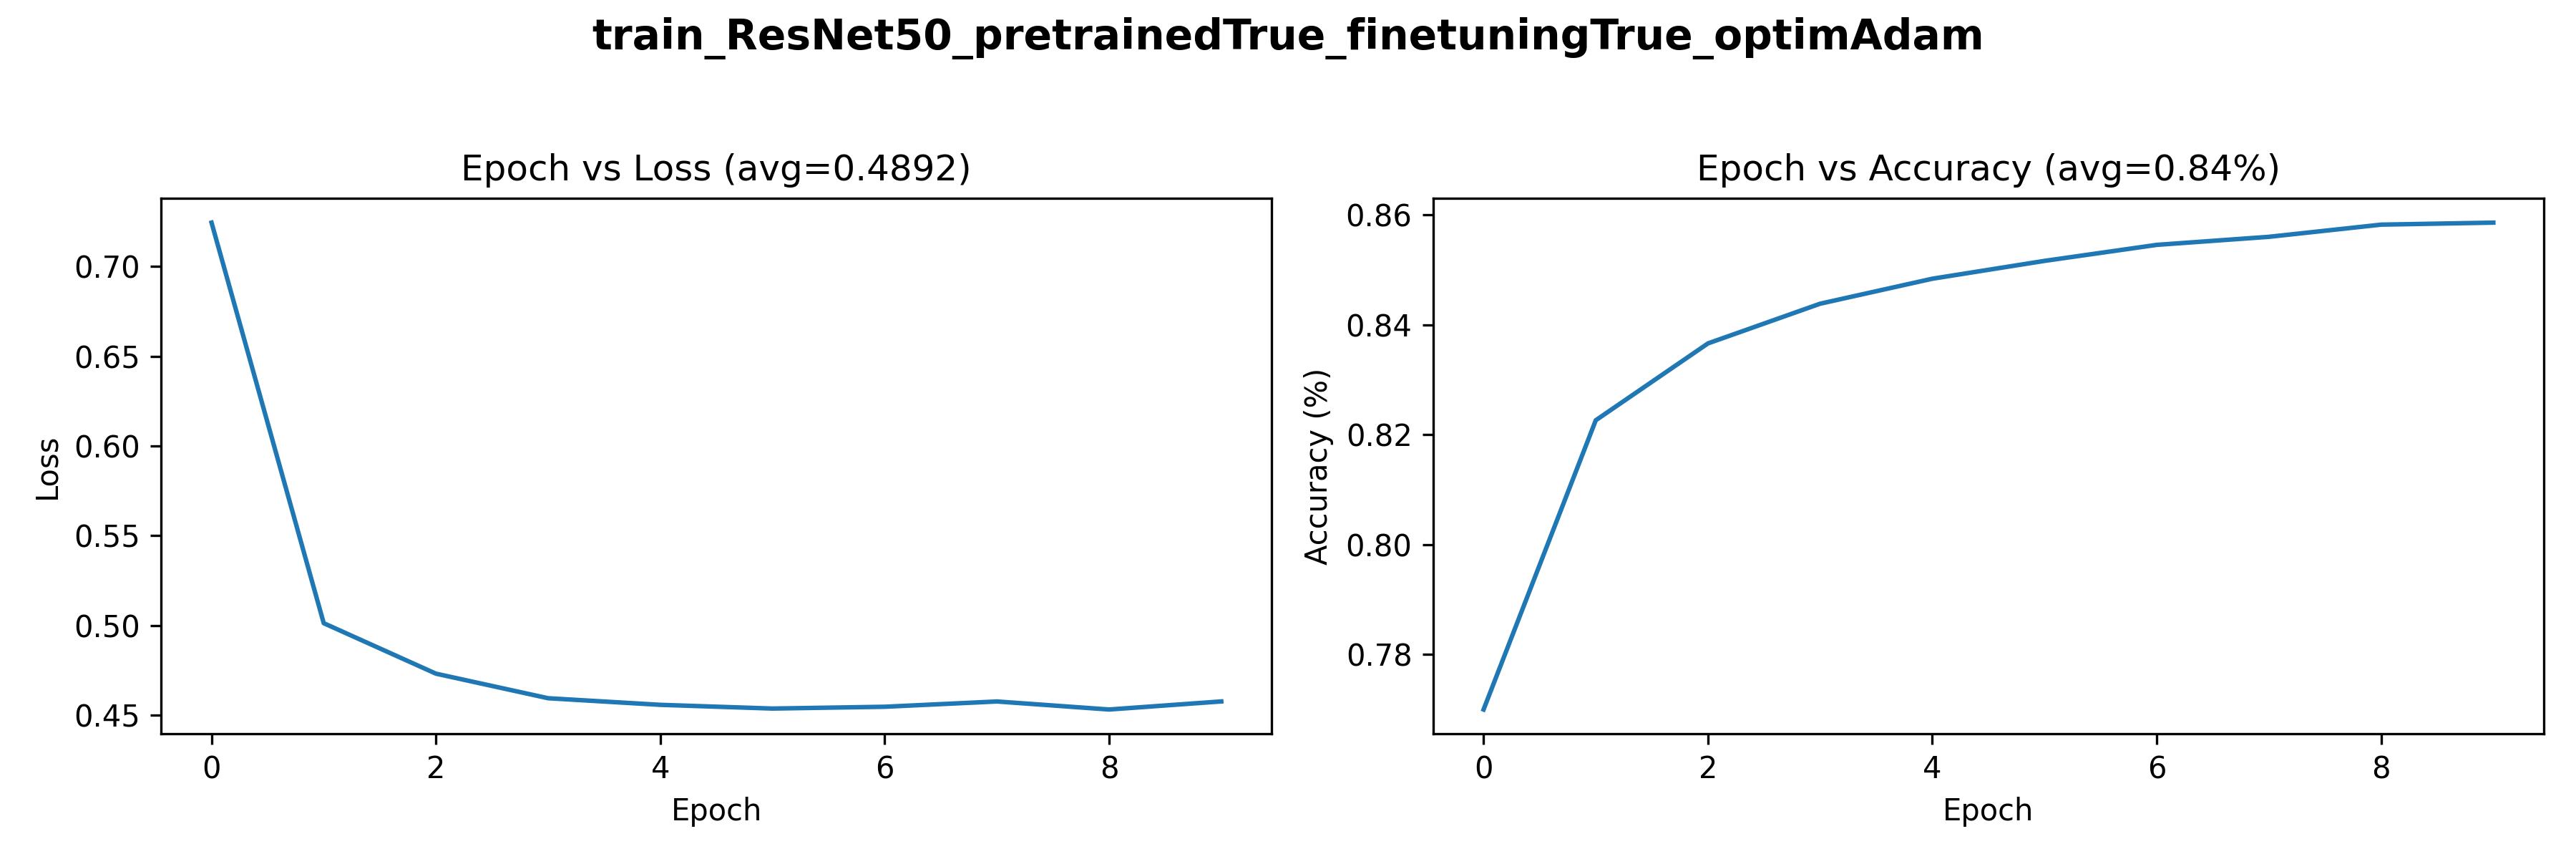 train_ResNet50_pretrainedTrue_finetuningTrue_optimAdam
Epoch vs Loss (avg=0.4892)
0.70
0.65
0.60
0.55
0.50
0.45
Loss
0 2 4 6 8
Epoch
Epoch vs Accuracy (avg=0.84%)
0.86
0.84
0.82
0.80
0.78
Accuracy (%)
0 2 4 6 8
Epoch